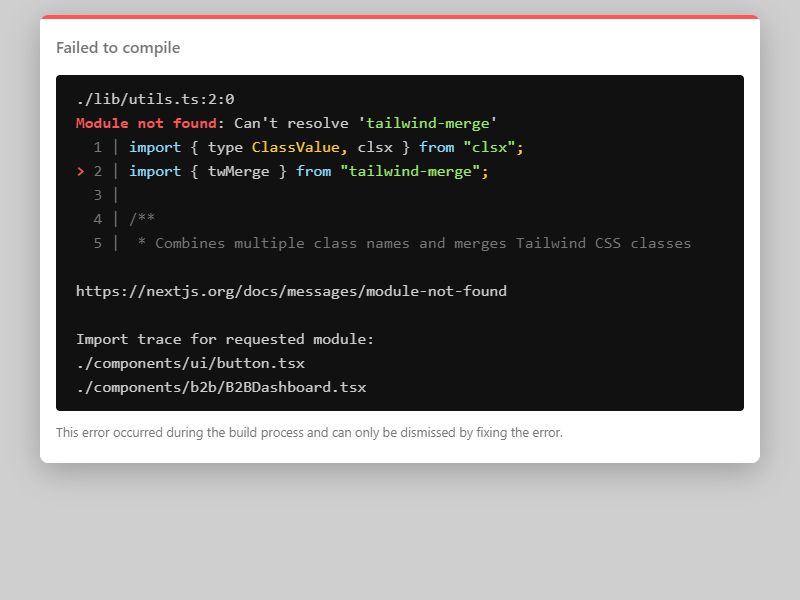 Failed to compile
./lib/utils.ts:2:0
Module not found: Can't resolve 'tailwind-merge'
  1 | import { type ClassValue, clsx } from "clsx";
> 2 | import { twMerge } from "tailwind-merge";
  3 |
  4 | /**
  5 |  * Combines multiple class names and merges Tailwind CSS classes
https://nextjs.org/docs/messages/module-not-found
Import trace for requested module:
./components/ui/button.tsx
./components/b2b/B2BDashboard.tsx
This error occurred during the build process and can only be dismissed by fixing the error.